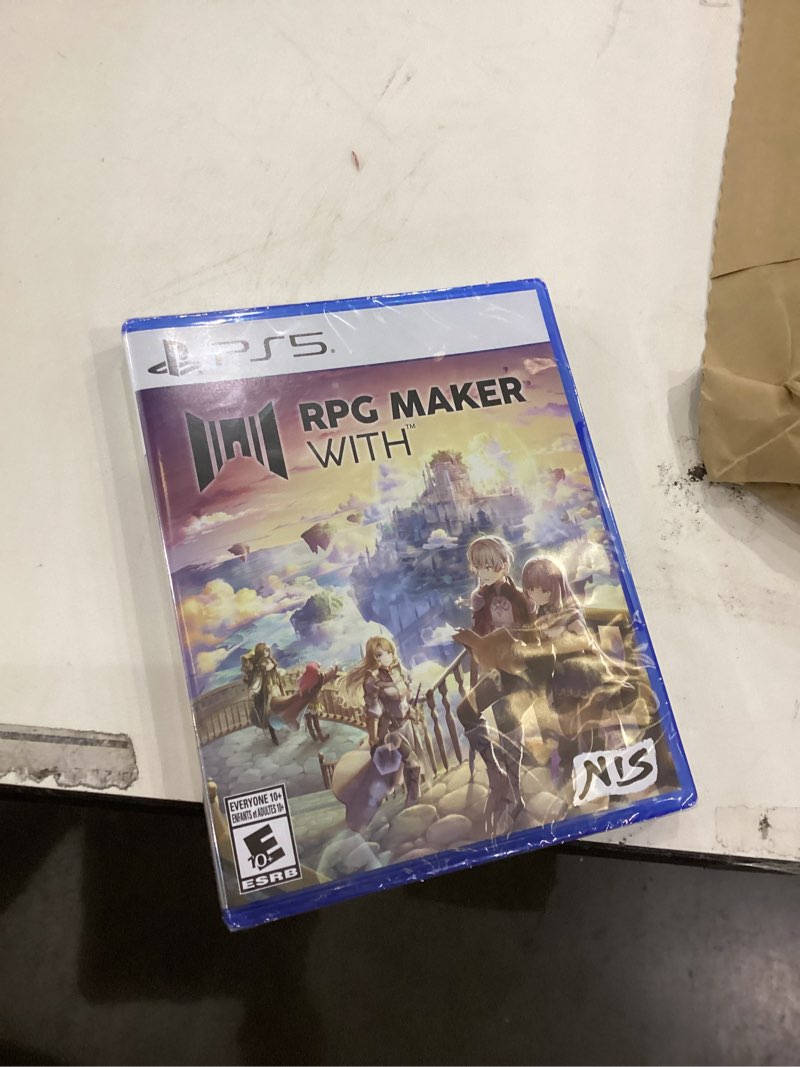 PS5
RPG MAKER
WITH™
NIS
EVERYONE 10+
ENFANTS et ADULTES 10+
E
10+
ESRB